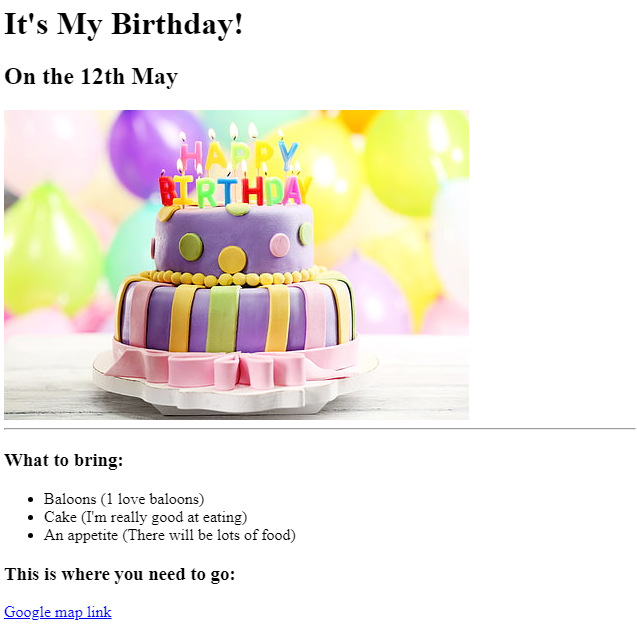 It's My Birthday!
On the 12th May
HAPPY
BIRTHDAY
What to bring:
Baloons (1 love baloons)
Cake (I'm really good at eating)
An appetite (There will be lots of food)
This is where you need to go:
Google map link